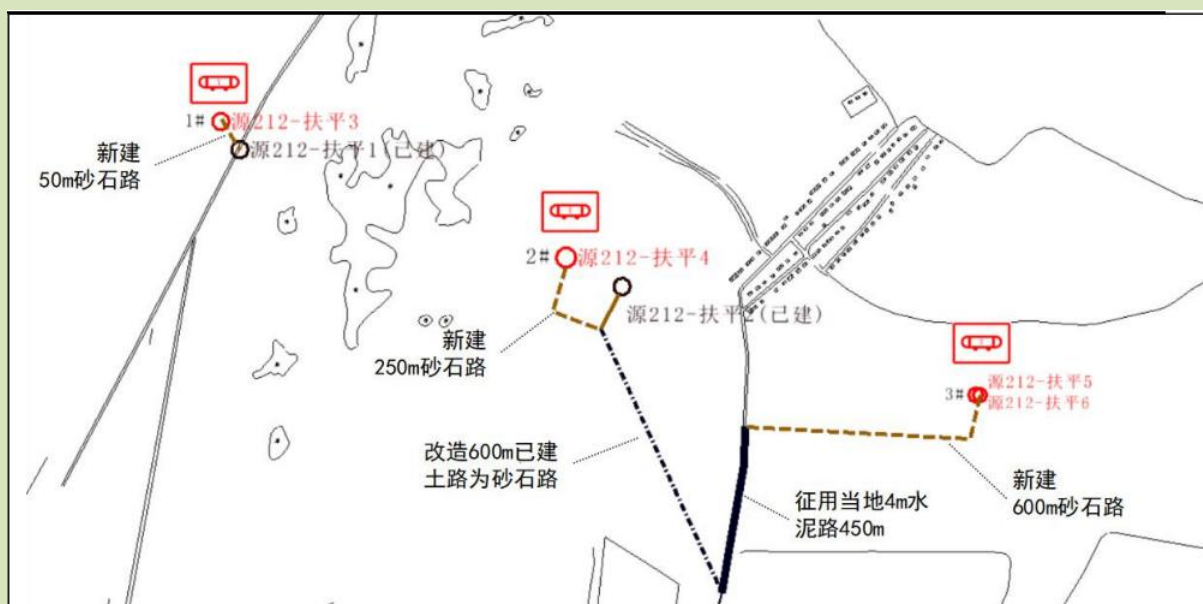 1#
源212-扶平3
源212-扶平1(已建)
新建
50m砂石路
2#
源212-扶平4
源212-扶平2(已建)
新建
250m砂石路
3#
源212-扶平5
源212-扶平6
改造600m已建
土路为砂石路
征用当地4m水
泥路450m
新建
600m砂石路